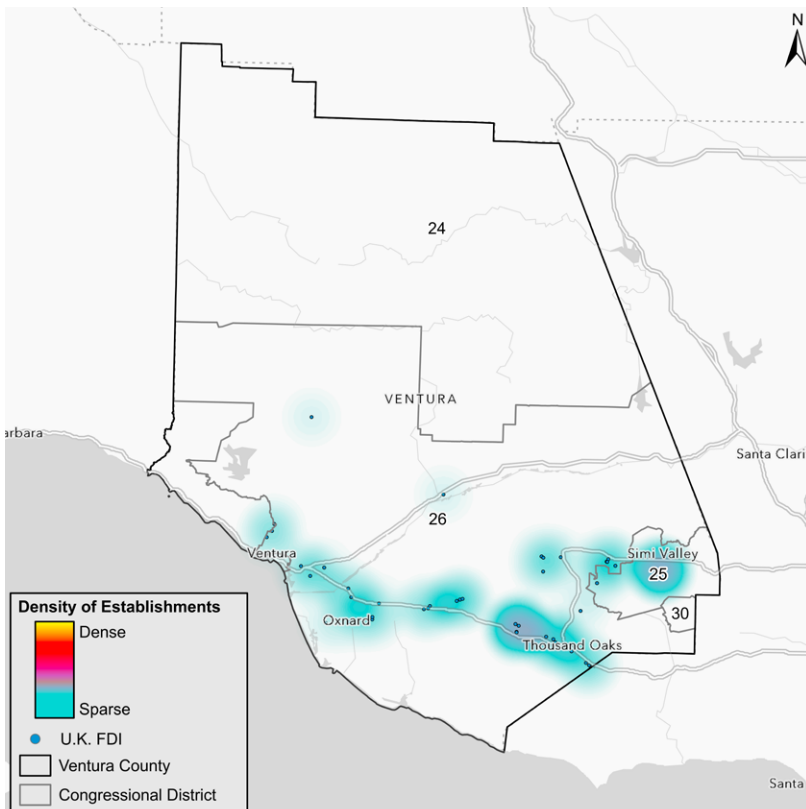 N
24
VENTURA
arbara
Santa Clari
26
Ventura
Simi Valley
25
30
Oxnard
Thousand Oaks
Density of Establishments
Dense
Sparse
U.K. FDI
Ventura County
Congressional District
Santa